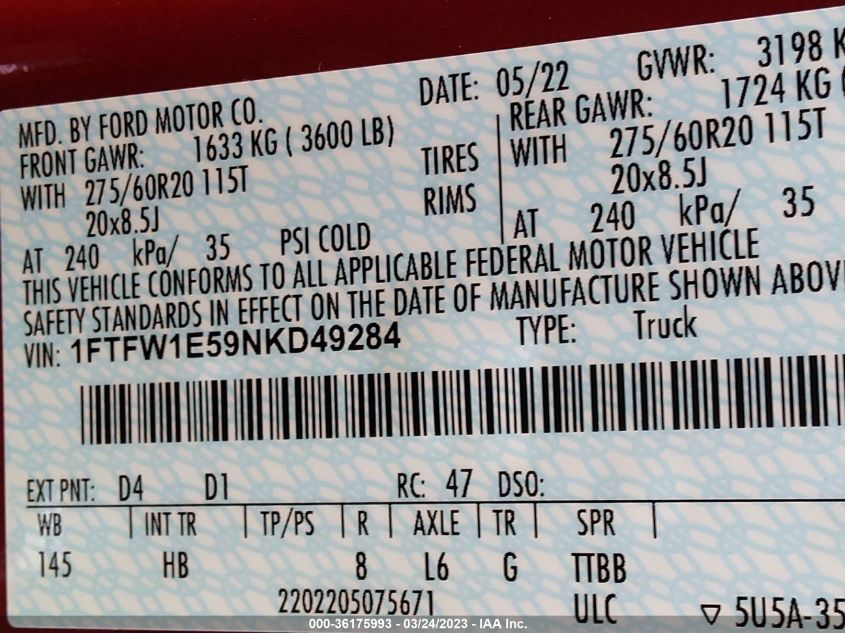 MFD. BY FORD MOTOR CO. DATE: 05/22 GVWR: 3198 K
FRONT GAWR: 1633 KG ( 3600 LB) REAR GAWR: 1724 KG (
WITH 275/60R20 115T TIRES WITH 275/60R20 115T
20x8.5J RIMS 20x8.5J
AT 240 kPa/ 35 PSI COLD AT 240 kPa/ 35
THIS VEHICLE CONFORMS TO ALL APPLICABLE FEDERAL MOTOR VEHICLE
SAFETY STANDARDS IN EFFECT ON THE DATE OF MANUFACTURE SHOWN ABOV
VIN: 1FTFW1E59NKD49284 TYPE: Truck
EXT PNT: D4 D1 RC: 47 DSO:
WB | INT TR | TP/PS | R | AXLE | TR | SPR |
145 HB 8 L6 G TTBB
2202205075671 ULC ▽ 5U5A-35
000-36175993 - 03/24/2023 - IAA Inc.